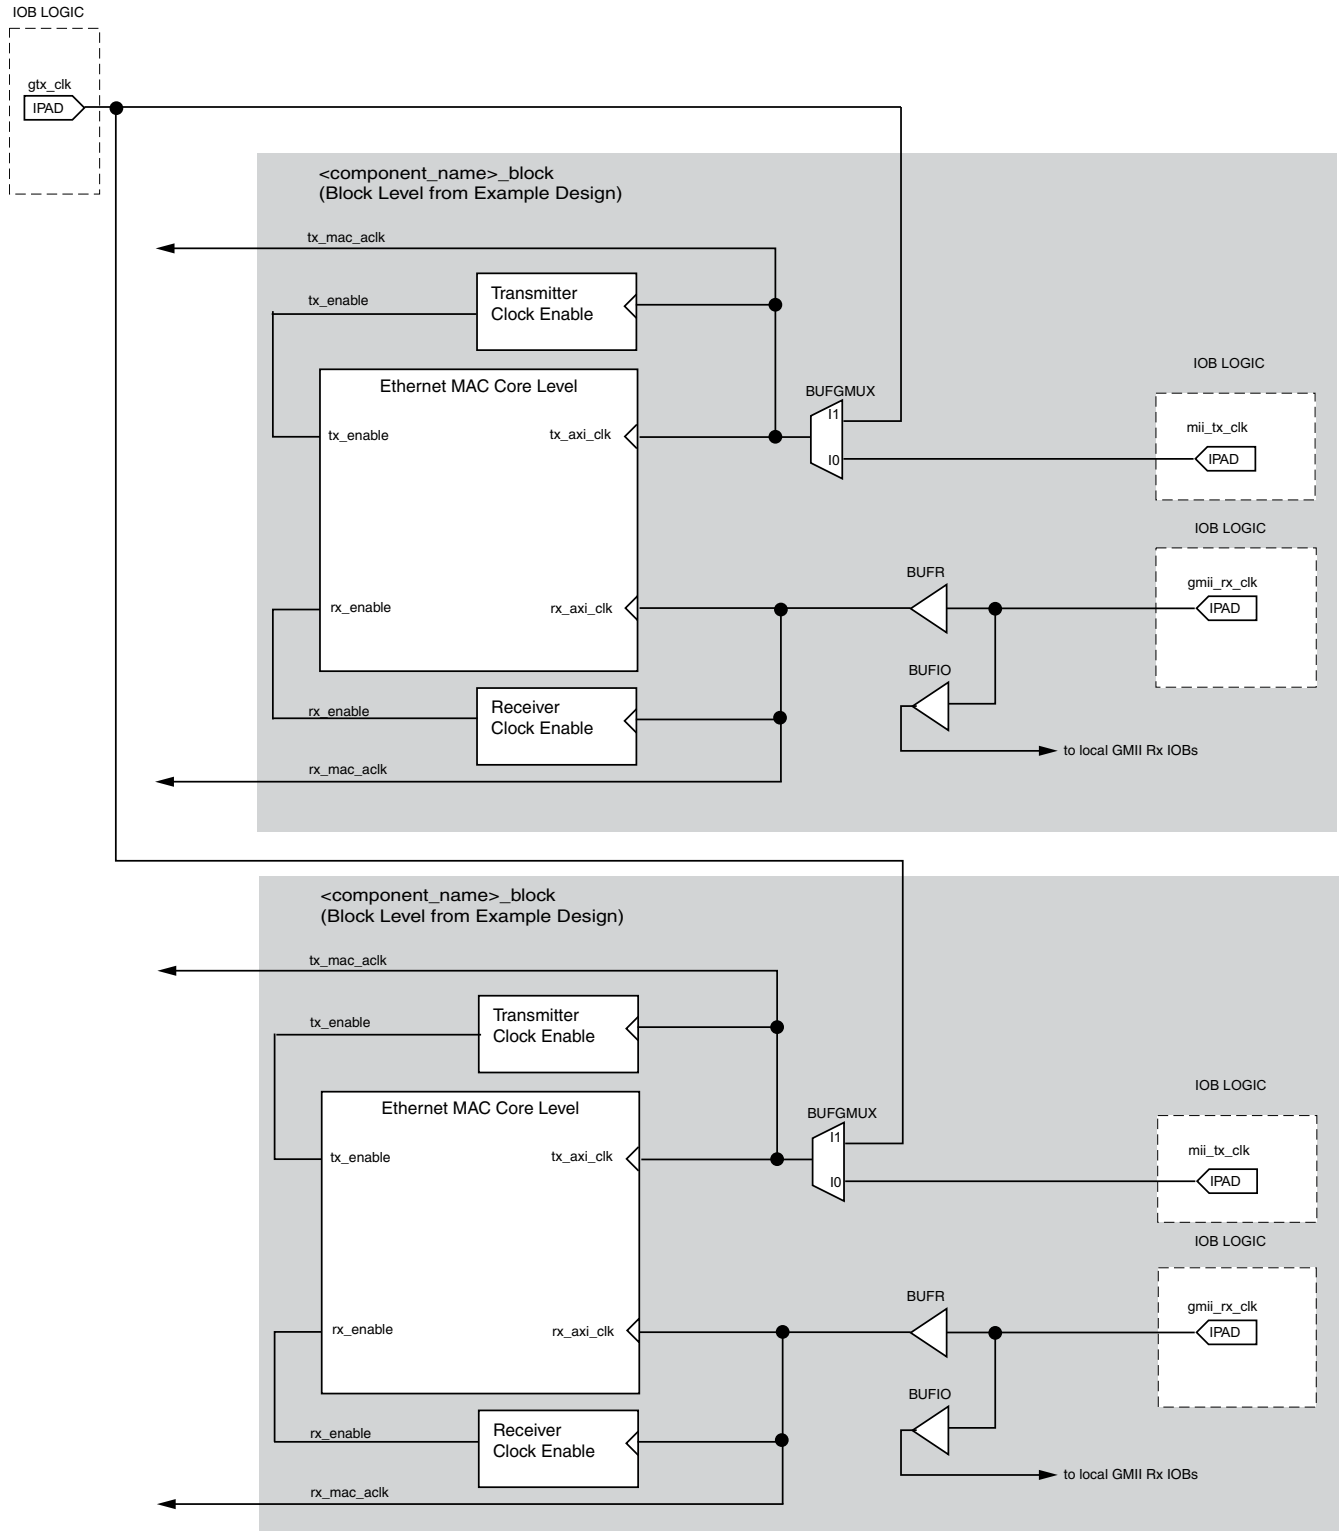 IOB LOGIC
gtx_clk
IPAD
<component_name>_block
(Block Level from Example Design)
tx_mac_aclk
tx_enable
Transmitter
Clock Enable
Ethernet MAC Core Level
tx_enable
tx_axi_clk
BUFGMUX
I1
I0
IOB LOGIC
mii_tx_clk
IPAD
IOB LOGIC
gmii_rx_clk
IPAD
BUFR
rx_enable
rx_axi_clk
BUFIO
rx_enable
Receiver
Clock Enable
to local GMII Rx IOBs
rx_mac_aclk
<component_name>_block
(Block Level from Example Design)
tx_mac_aclk
tx_enable
Transmitter
Clock Enable
Ethernet MAC Core Level
tx_enable
tx_axi_clk
BUFGMUX
I1
I0
IOB LOGIC
mii_tx_clk
IPAD
IOB LOGIC
gmii_rx_clk
IPAD
BUFR
rx_enable
rx_axi_clk
BUFIO
rx_enable
Receiver
Clock Enable
to local GMII Rx IOBs
rx_mac_aclk